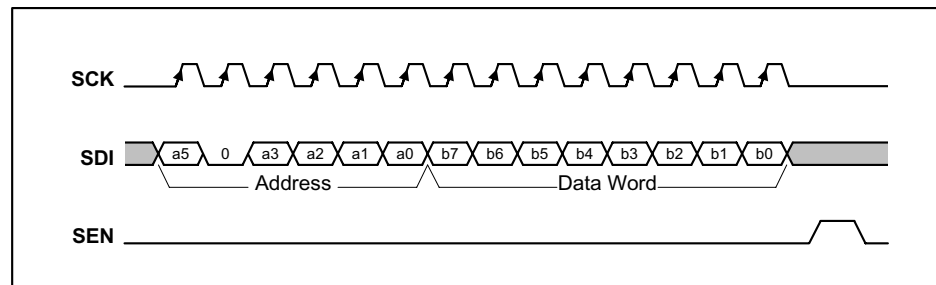 SCK
SDI a5 0 a3 a2 a1 a0 b7 b6 b5 b4 b3 b2 b1 b0
Address Data Word
SEN